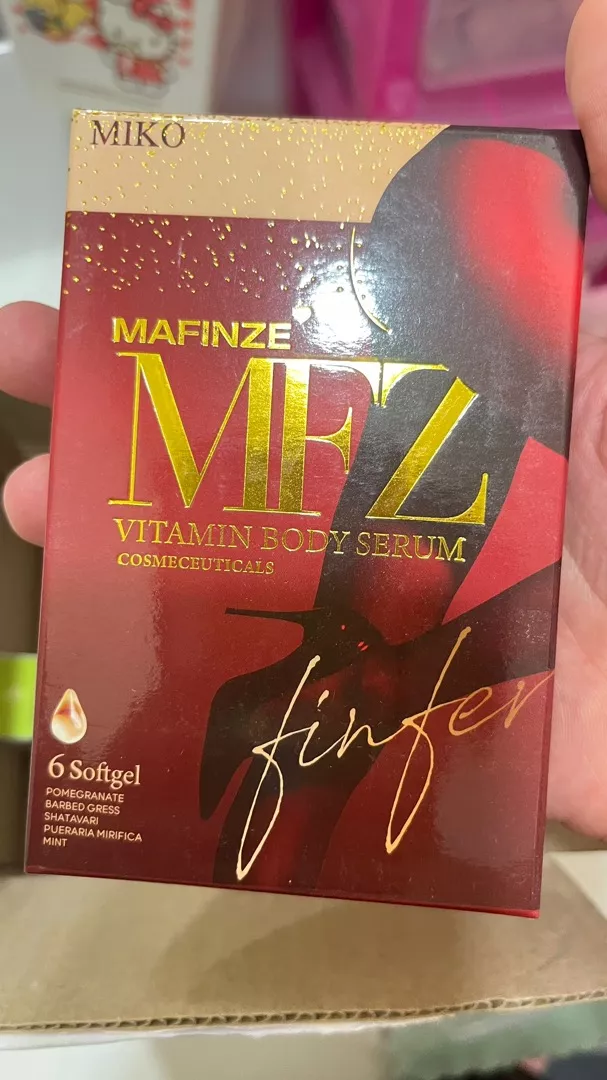 MIKO
MAFINZE
MFZ
VITAMIN BODY SERUM
COSMECEUTICALS
finfer
6 Softgel
POMEGRANATE
BARBED GRESS
SHATAVARI
PUERARIA MIRIFICA
MINT